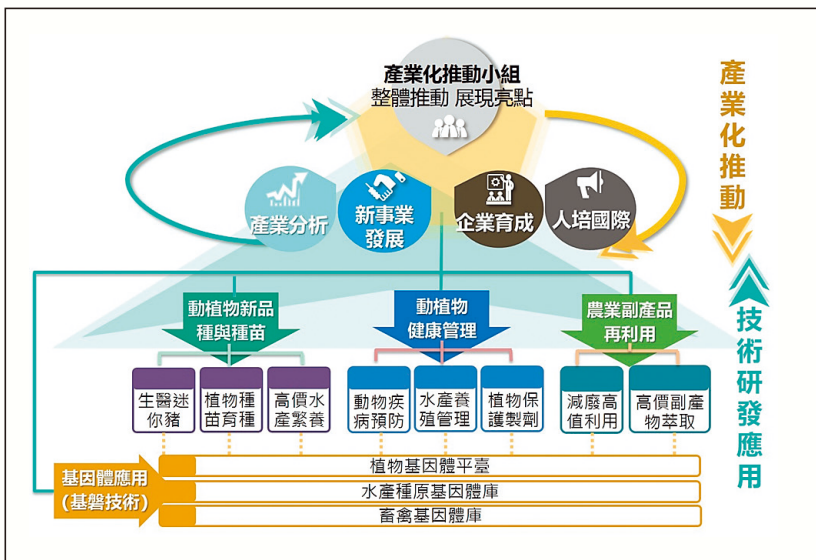 產業化推動小組
整體推動 展現亮點
產業分析
新事業
發展
企業育成
人培國際
產業化推動
技術研發應用
動植物新品
種與種苗
動植物
健康管理
農業副產品
再利用
生醫迷
你豬
植物種
苗育種
高價水
產繁養
動物疾
病預防
水產養
殖管理
植物保
護製劑
減廢高
值利用
高價副產
物萃取
基因體應用
(基磐技術)
植物基因體平臺
水產種原基因體庫
畜禽基因體庫